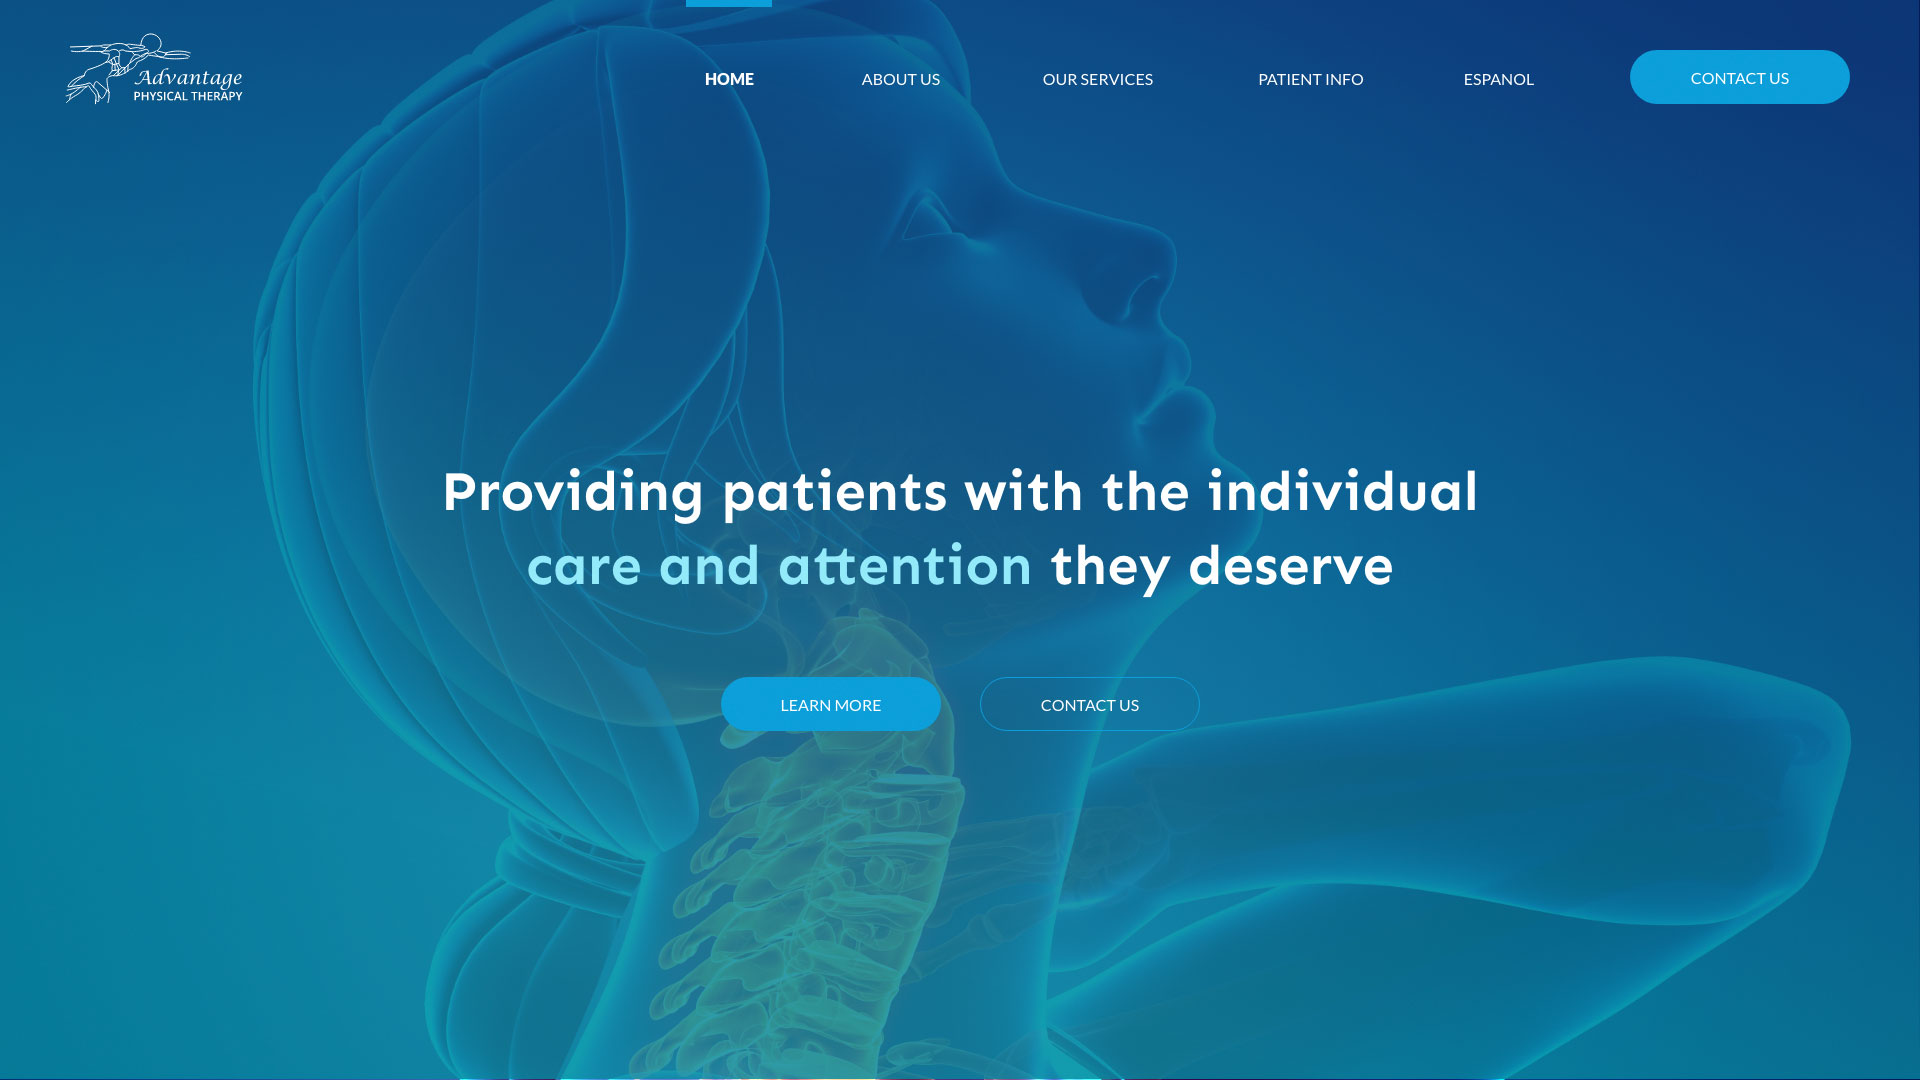 Advantage
PHYSICAL THERAPY
HOME
ABOUT US
OUR SERVICES
PATIENT INFO
ESPANOL
CONTACT US
Providing patients with the individual
care and attention they deserve
LEARN MORE
CONTACT US